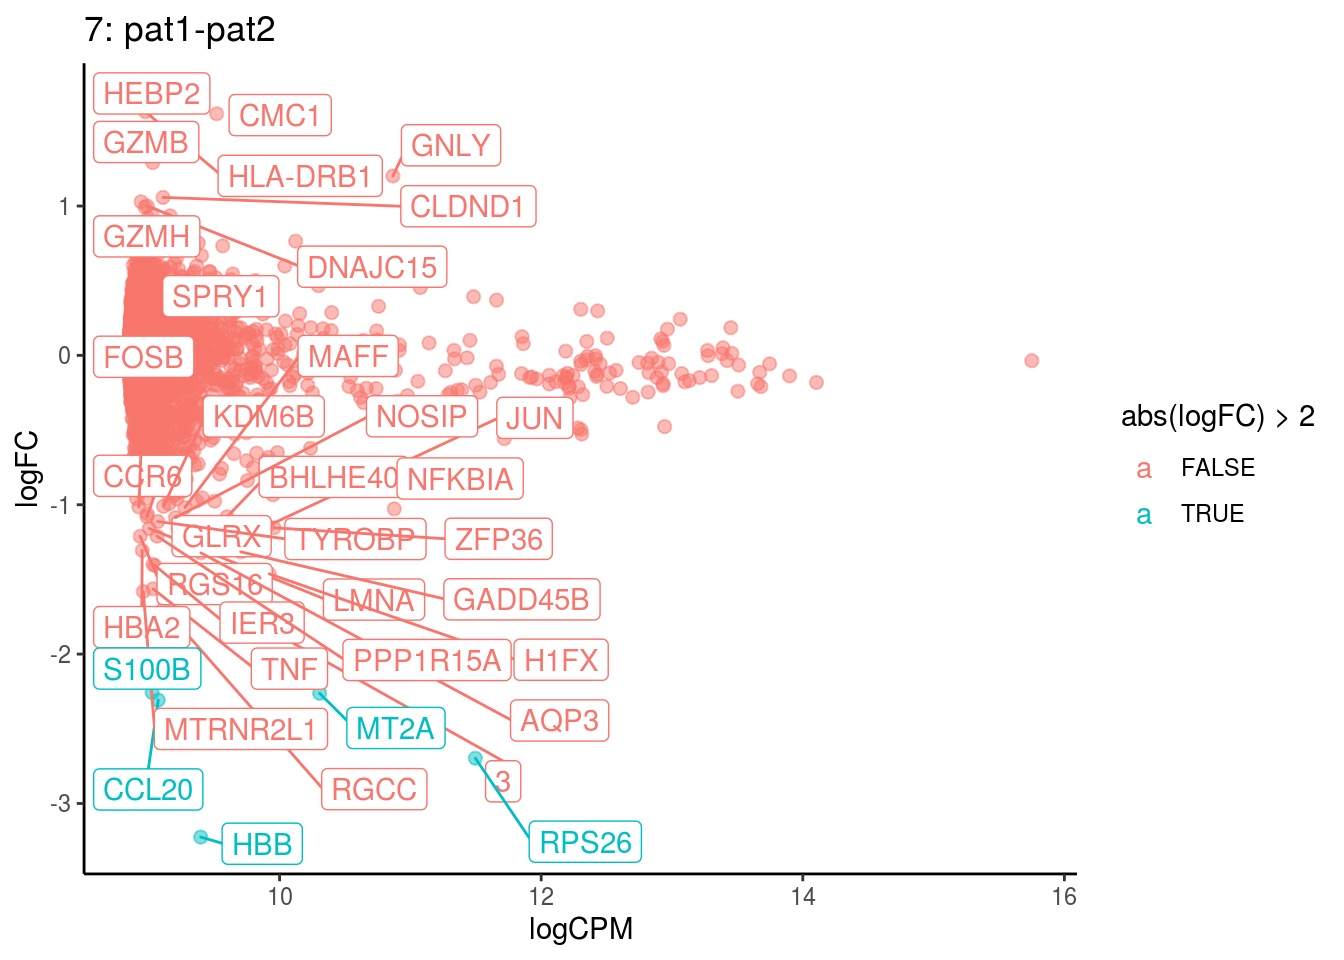 7: pat1-pat2
HEBP2
CMC1
GZMB
GNLY
HLA-DRB1
CLDND1
GZMH
DNAJC15
SPRY1
FOSB
MAFF
KDM6B
NOSIP
JUN
CCR6
BHLHE40
NFKBIA
GLRX
TYROBP
ZFP36
RGS16
LMNA
GADD45B
HBA2
IER3
S100B
TNF
PPP1R15A
H1FX
MTRNR2L1
MT2A
AQP3
CCL20
RGCC
3
HBB
RPS26
1
0
-1
-2
-3
logFC
10
12
14
16
logCPM
abs(logFC) > 2
a FALSE
a TRUE